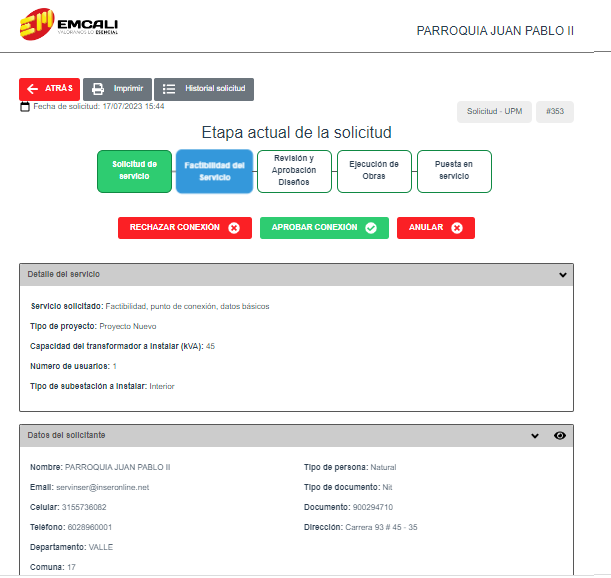 EMCALI
VALORANOS LO ESENCIAL
PARROQUIA JUAN PABLO II
ATRÁS
Imprimir
Historial solicitud
Fecha de solicitud: 17/07/2023 15:44
Solicitud - UPM
#353
Etapa actual de la solicitud
Solicitud de
servicio
Factibilidad del
Servicio
Revisión y
Aprobación
Diseños
Ejecución de
Obras
Puesta en
servicio
RECHAZAR CONEXIÓN
APROBAR CONEXIÓN
ANULAR
Detalle del servicio
Servicio solicitado: Factibilidad, punto de conexión, datos básicos
Tipo de proyecto: Proyecto Nuevo
Capacidad del transformador a instalar (kVA): 45
Número de usuarios: 1
Tipo de subestación a instalar: Interior
Datos del solicitante
Nombre: PARROQUIA JUAN PABLO II
Tipo de persona: Natural
Email: servinser@inseronline.net
Tipo de documento: Nit
Celular: 3155736082
Documento: 900294710
Teléfono: 6028960001
Dirección: Carrera 93 # 45 - 35
Departamento: VALLE
Comuna: 17